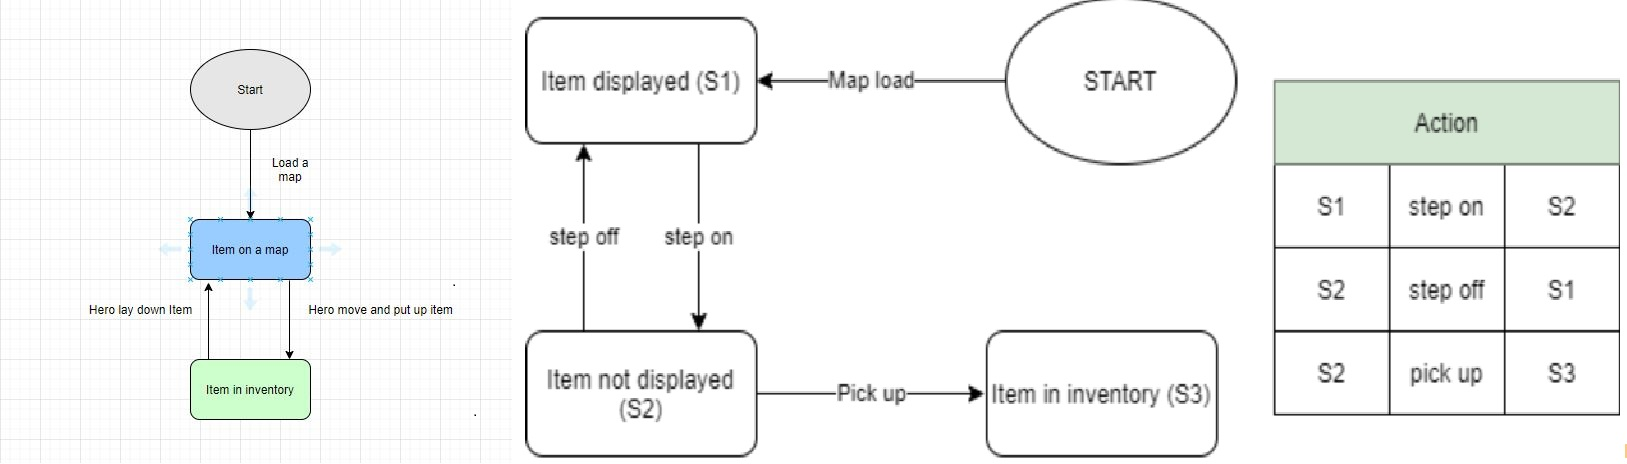 Start
Load a
map
Item on a map
Hero lay down Item
Hero move and put up item
Item in inventory
Item displayed (S1)
Map load
START
step off
step on
Item not displayed
(S2)
Pick up
Item in inventory (S3)
Action
S1 step on S2
S2 step off S1
S2 pick up S3